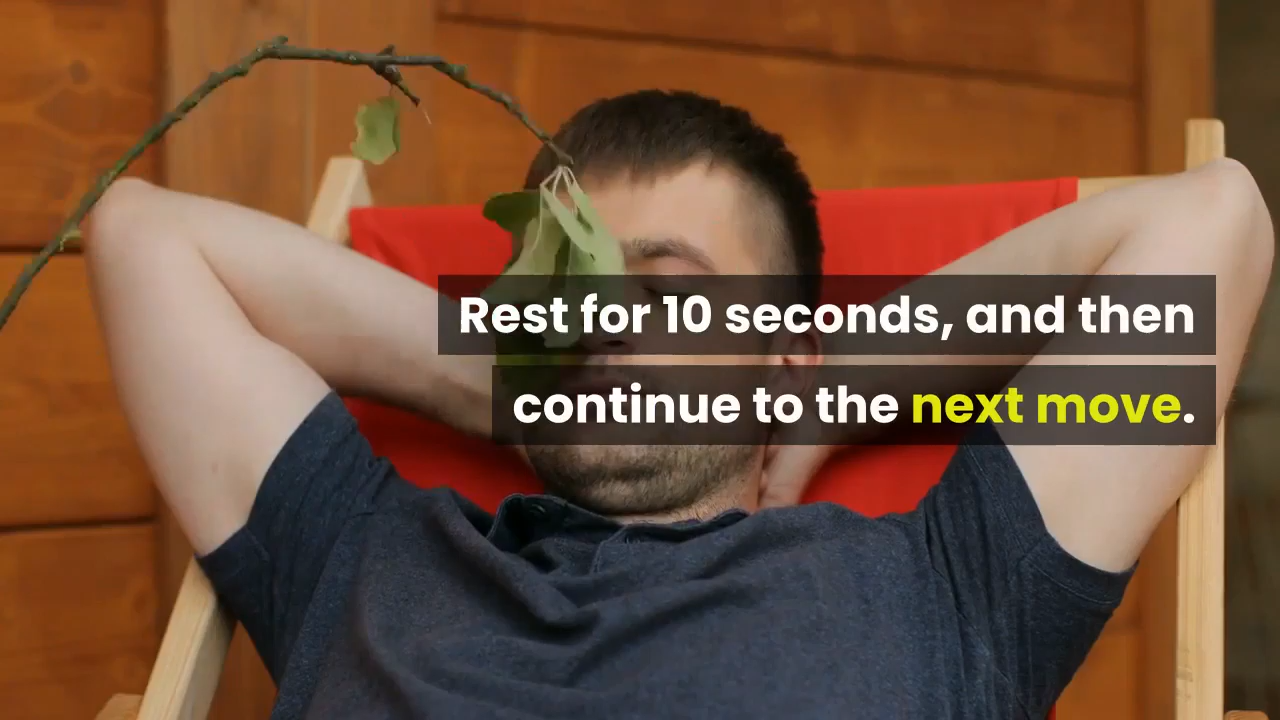 Rest for 10 seconds, and then
continue to the next move.